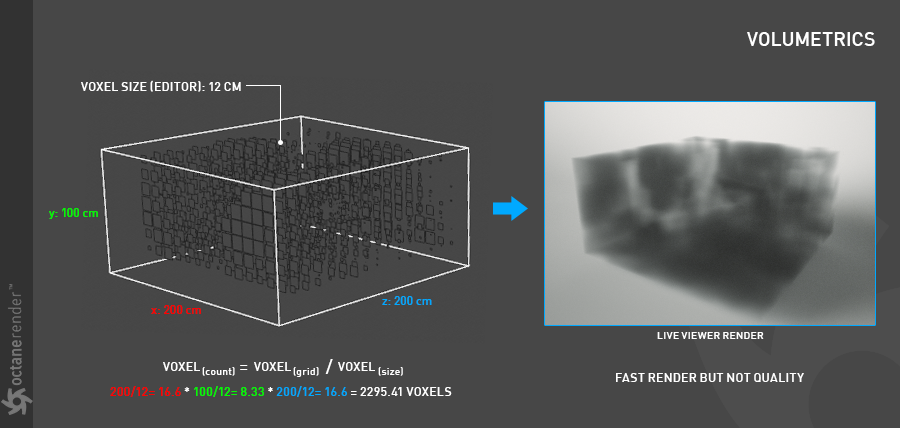 VOLUMETRICS
VOXEL SIZE (EDITOR): 12 CM
y: 100 cm
x: 200 cm
z: 200 cm
LIVE VIEWER RENDER
VOXEL (count) = VOXEL (grid) / VOXEL (size)
200/12= 16.6 * 100/12= 8.33 * 200/12= 16.6 = 2295.41 VOXELS
FAST RENDER BUT NOT QUALITY
octanerender™